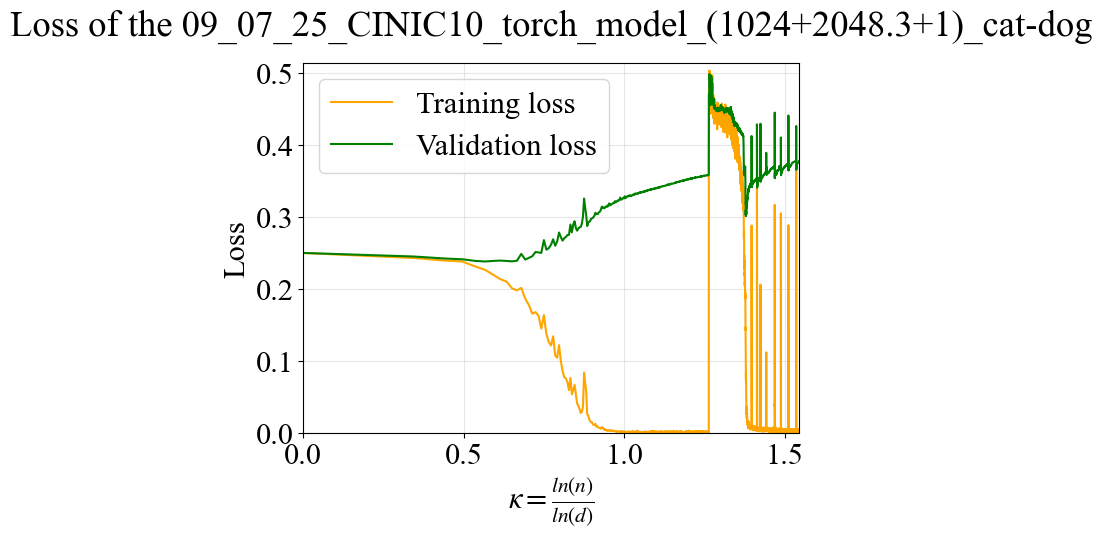 Loss of the 09_07_25_CINIC10_torch_model_(1024+2048.3+1)_cat-dog
0.5
0.4
0.3
0.2
0.1
0.0
Loss
Training loss
Validation loss
0.0 0.5 1.0 1.5
κ = ln(n)/ln(d)